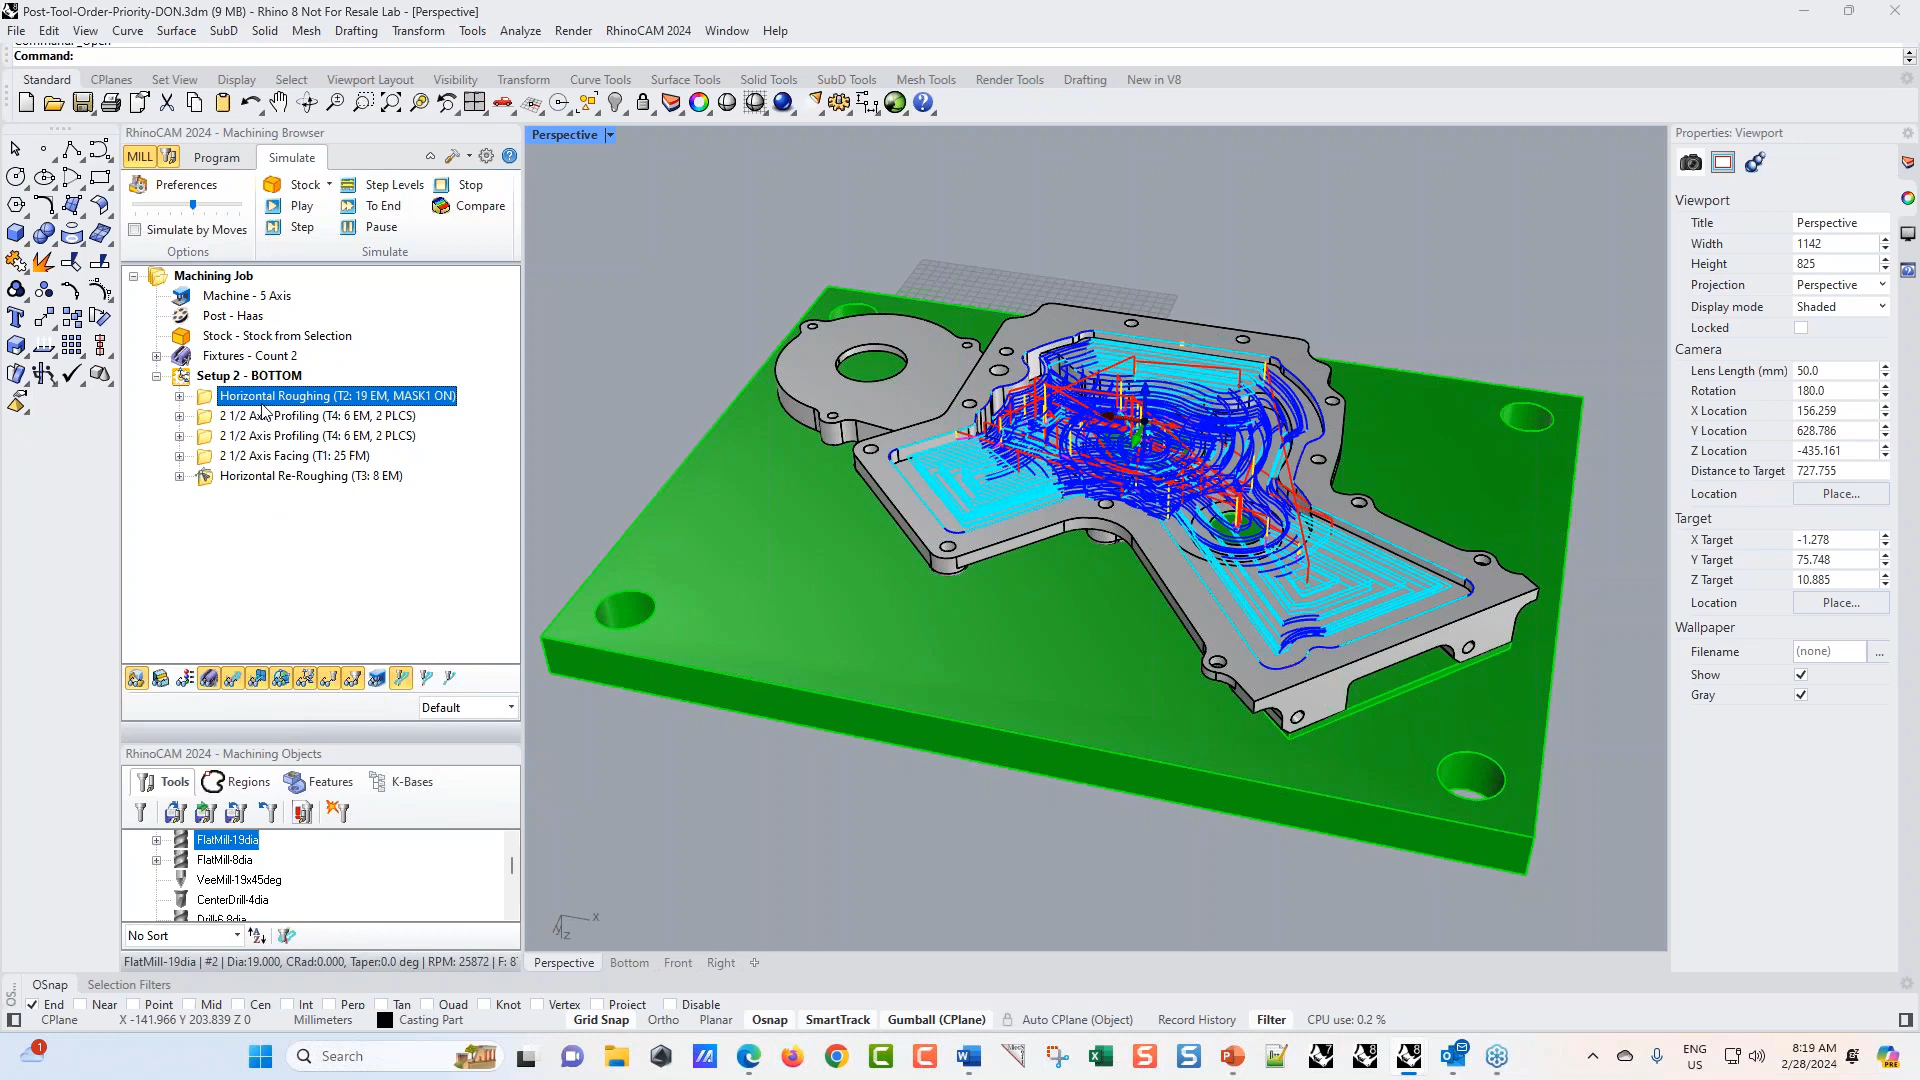 Post-Tool-Order-Priority-DON.3dm (9 MB) - Rhino 8 Not For Resale Lab - [Perspective]
File Edit View Curve Surface SubD Solid Mesh Drafting Transform Tools Analyze Render RhinoCAM 2024 Window Help
Command: _Open
Command:
Standard CPlanes Set View Display Select Viewport Layout Visibility Transform Curve Tools Surface Tools Solid Tools SubD Tools Mesh Tools Render Tools Drafting New in V8
RhinoCAM 2024 - Machining Browser
MILL Program Simulate
Preferences
Simulate by Moves
Options
Stock Step Levels Stop
Play To End Compare
Step Pause
Simulate
Machining Job
Machine - 5 Axis
Post - Haas
Stock - Stock from Selection
Fixtures - Count 2
Setup 2 - BOTTOM
Horizontal Roughing (T2: 19 EM, MASK1 ON)
2 1/2 Axis Profiling (T4: 6 EM, 2 PLCS)
2 1/2 Axis Profiling (T4: 6 EM, 2 PLCS)
2 1/2 Axis Facing (T1: 25 FM)
Horizontal Re-Roughing (T3: 8 EM)
Default
RhinoCAM 2024 - Machining Objects
Tools Regions Features K-Bases
FlatMill-19dia
FlatMill-8dia
VeeMill-19x45deg
CenterDrill-4dia
Drill-6.8dia
No Sort
FlatMill-19dia | #2 | Dia:19.000, CRad:0.000, Taper:0.0 deg | RPM: 25872 | F: 8
Perspective
x
z
Perspective Bottom Front Right
Properties: Viewport
Viewport
Title Perspective
Width 1142
Height 825
Projection Perspective
Display mode Shaded
Locked
Camera
Lens Length (mm) 50.0
Rotation 180.0
X Location 156.259
Y Location 628.786
Z Location -435.161
Distance to Target 727.755
Location Place...
Target
X Target -1.278
Y Target 75.748
Z Target 10.885
Location Place...
Wallpaper
Filename (none) ...
Show
Gray
OSnap Selection Filters
End Near Point Mid Cen Int Perp Tan Quad Knot Vertex Project Disable
CPlane X -141.966 Y 203.839 Z 0 Millimeters Casting Part Grid Snap Ortho Planar Osnap SmartTrack Gumball (CPlane) Auto CPlane (Object) Record History Filter CPU use: 0.2 %
1
Search
ENG
US
8:19 AM
2/28/2024